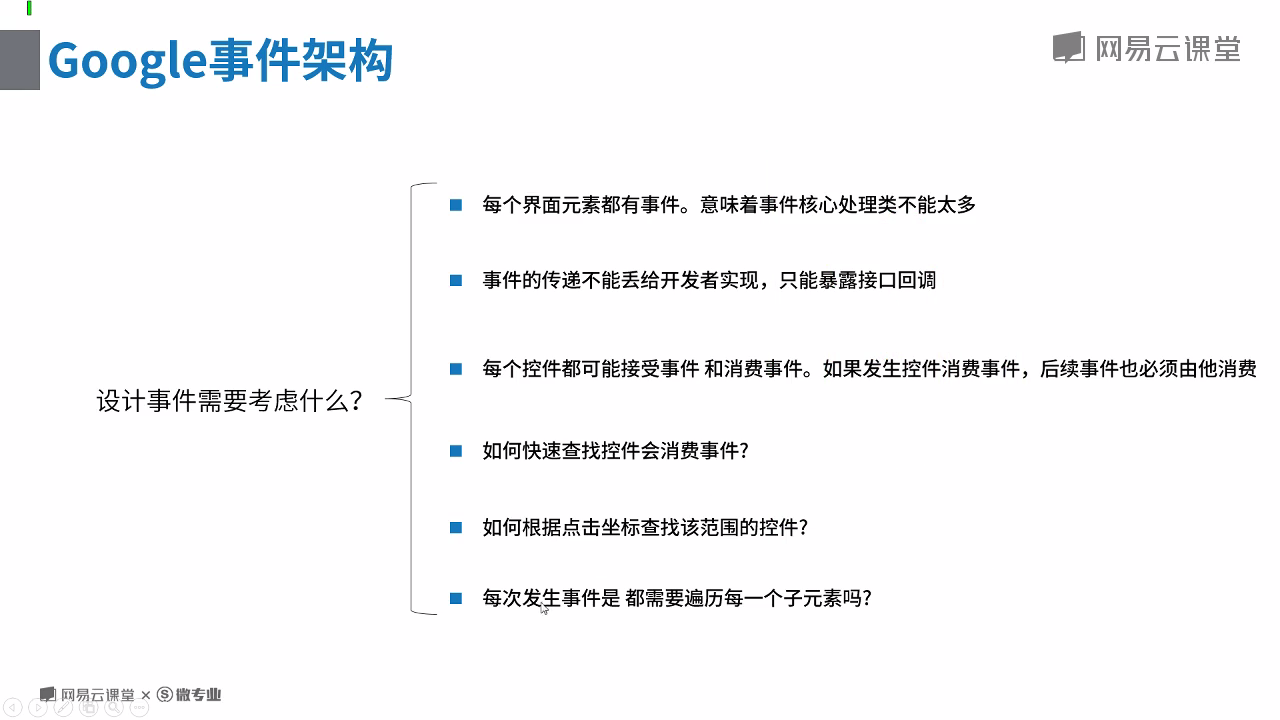 Google事件架构
网易云课堂
每个界面元素都有事件。意味着事件核心处理类不能太多
事件的传递不能丢给开发者实现，只能暴露接口回调
每个控件都可能接受事件 和消费事件。如果发生控件消费事件，后续事件也必须由他消费
设计事件需要考虑什么？
如何快速查找控件会消费事件?
如何根据点击坐标查找该范围的控件?
每次发生事件是 都需要遍历每一个子元素吗?
网易云课堂 × S微专业